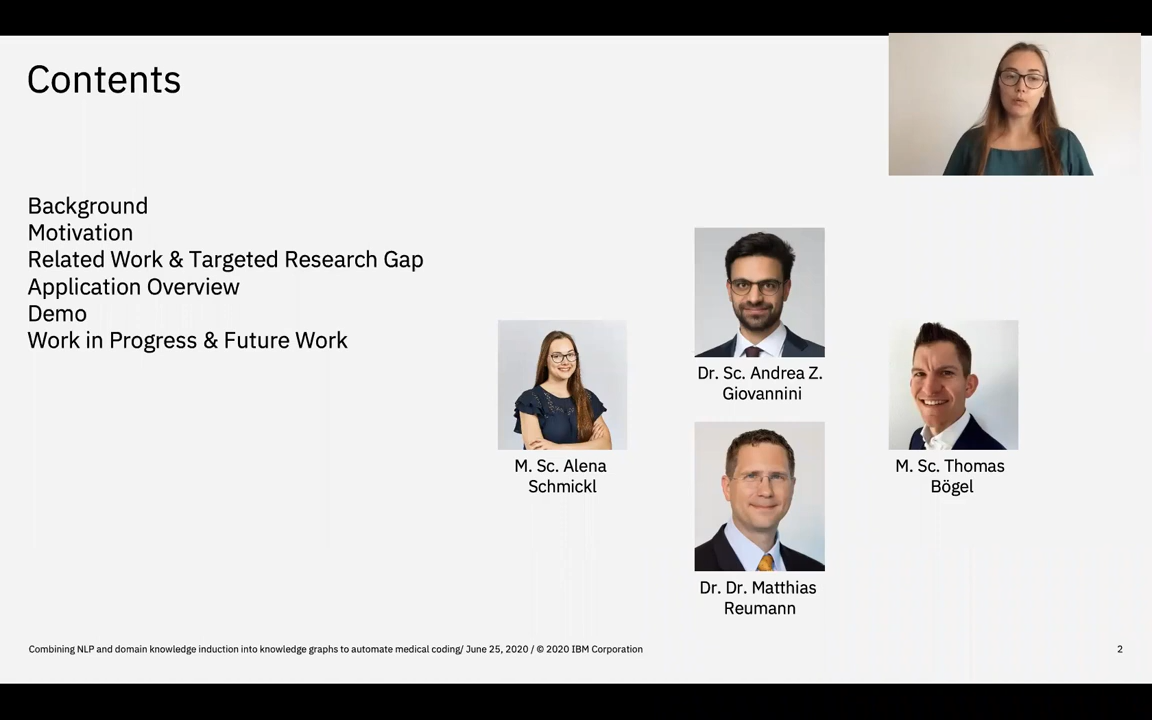 Contents
Background
Motivation
Related Work & Targeted Research Gap
Application Overview
Demo
Work in Progress & Future Work
Dr. Sc. Andrea Z.
Giovannini
M. Sc. Alena
Schmickl
M. Sc. Thomas
Bögel
Dr. Dr. Matthias
Reumann
Combining NLP and domain knowledge induction into knowledge graphs to automate medical coding/ June 25, 2020 / © 2020 IBM Corporation
2